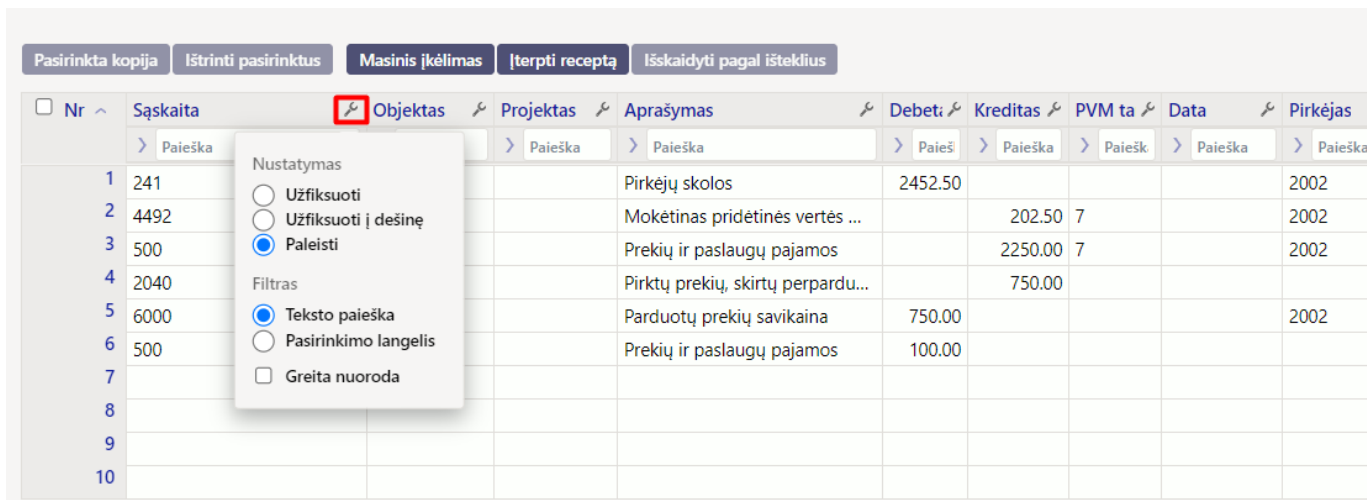 Pasirinkta kopija Ištrinti pasirinktus Masinis įkėlimas Įterpti receptą Išskaidyti pagal išteklius
Nr Sąskaita Objektas Projektas Aprašymas Debeta Kreditas PVM ta Data Pirkėjas
Paieška Paieška Paieška Paieš Paieška Paiešk Paieška Paieška
Nustatymas
Užfiksuoti
Užfiksuoti į dešinę
Paleisti
Filtras
Teksto paieška
Pasirinkimo langelis
Greita nuoroda
1 241 Pirkėjų skolos 2452.50 2002
2 4492 Mokėtinas pridėtinės vertės ... 202.50 7 2002
3 500 Prekių ir paslaugų pajamos 2250.00 7 2002
4 2040 Pirktų prekių, skirtų perpardu... 750.00
5 6000 Parduotų prekių savikaina 750.00 2002
6 500 Prekių ir paslaugų pajamos 100.00
7
8
9
10